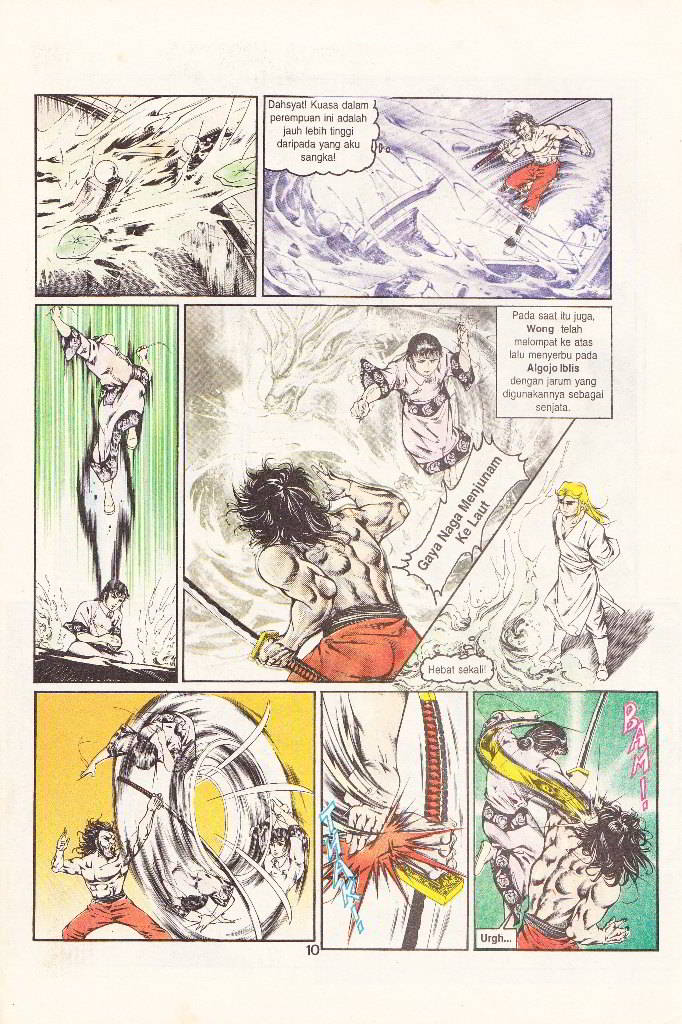 Dahsyat! Kuasa dalam
perempuan ini adalah
jauh lebih tinggi
daripada yang aku
sangka!
Pada saat itu juga,
Wong telah
melompat ke atas
lalu menyerbu pada
Algojo Iblis
dengan jarum yang
digunakannya sebagai
senjata.
Gaya Naga Menjunam
Ke Laut
Hebat sekali!
BAM!
Urgh...
10